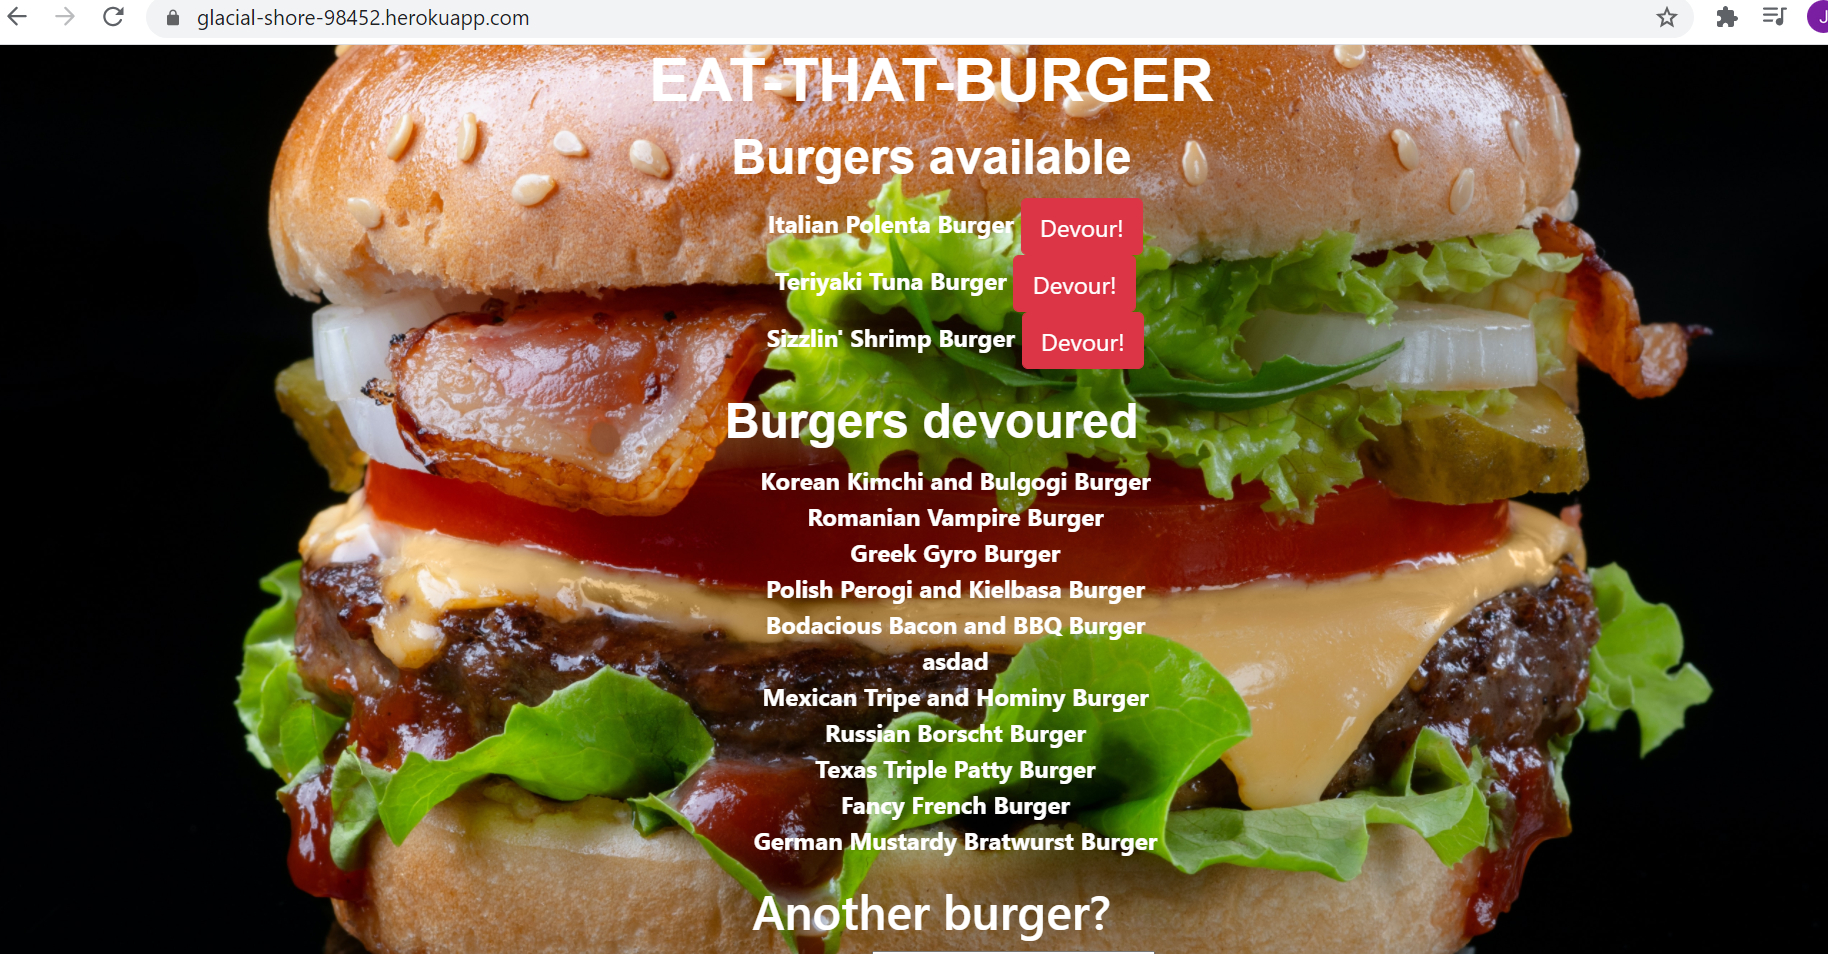 glacial-shore-98452.herokuapp.com
J
EAT-THAT-BURGER
Burgers available
Italian Polenta Burger Devour!
Teriyaki Tuna Burger Devour!
Sizzlin' Shrimp Burger Devour!
Burgers devoured
Korean Kimchi and Bulgogi Burger
Romanian Vampire Burger
Greek Gyro Burger
Polish Perogi and Kielbasa Burger
Bodacious Bacon and BBQ Burger
asdad
Mexican Tripe and Hominy Burger
Russian Borscht Burger
Texas Triple Patty Burger
Fancy French Burger
German Mustardy Bratwurst Burger
Another burger?